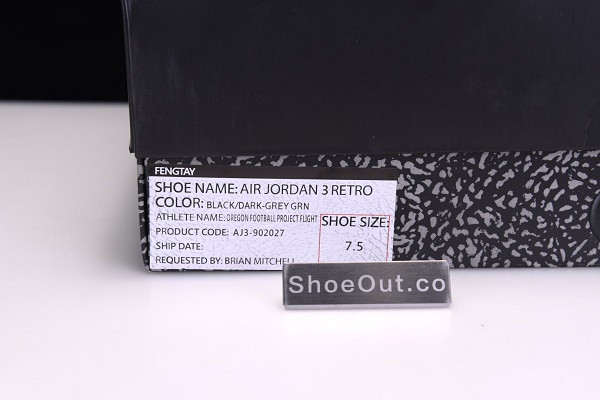 FENGTAY
SHOE NAME: AIR JORDAN 3 RETRO
COLOR: BLACK/DARK-GREY GRN
ATHLETE NAME: OREGON FOOTBALL PROJECT FLIGHT
SHOE SIZE:
PRODUCT CODE: AJ3-902027
7.5
SHIP DATE:
REQUESTED BY: BRIAN MITCHELL
ShoeOut.co